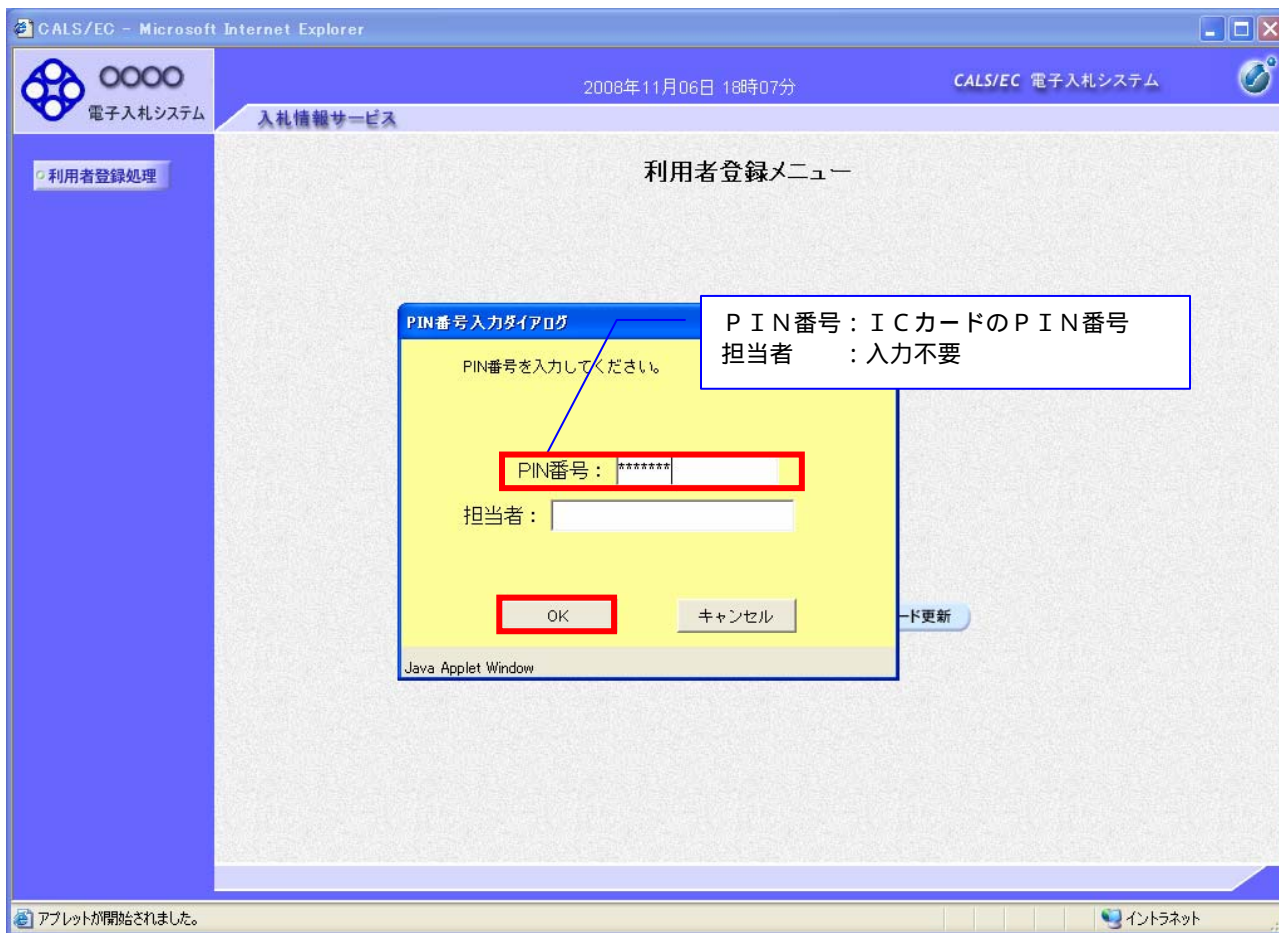 CALS/EC - Microsoft Internet Explorer
OOOO
電子入札システム
2008年11月06日 18時07分
CALS/EC 電子入札システム
入札情報サービス
利用者登録処理
利用者登録メニュー
PIN番号入力ダイアログ
ＰＩＮ番号：ＩＣカードのＰＩＮ番号
担当者　　：入力不要
PIN番号を入力してください。
PIN番号： *******
担当者：
OK キャンセル
ード更新
Java Applet Window
アプレットが開始されました。
イントラネット